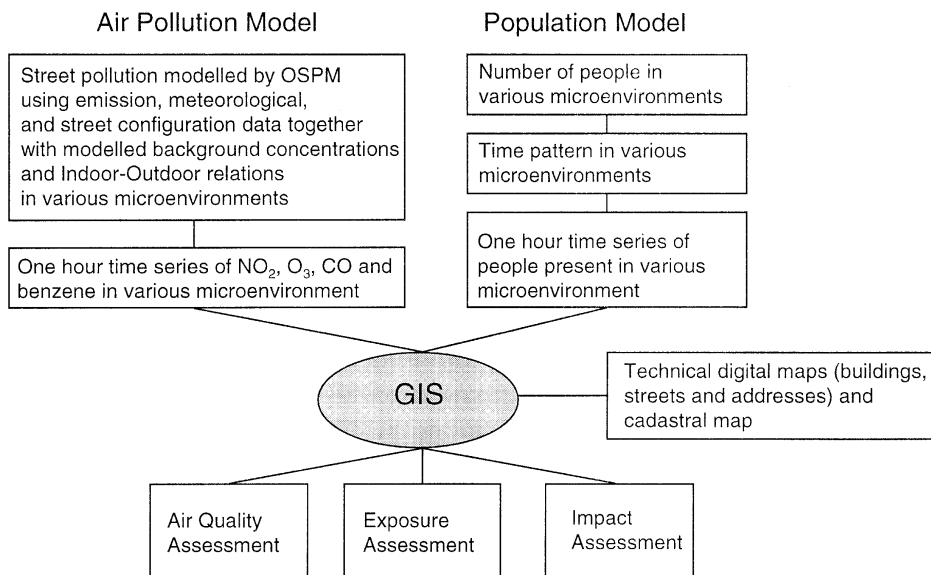 Air Pollution Model
Street pollution modelled by OSPM
using emission, meteorological,
and street configuration data together
with modelled background concentrations
and Indoor-Outdoor relations
in various microenvironments
One hour time series of NO₂, O₃, CO and
benzene in various microenvironment
Population Model
Number of people in
various microenvironments
Time pattern in various
microenvironments
One hour time series of
people present in various
microenvironment
GIS
Technical digital maps (buildings,
streets and addresses) and
cadastral map
Air Quality
Assessment
Exposure
Assessment
Impact
Assessment